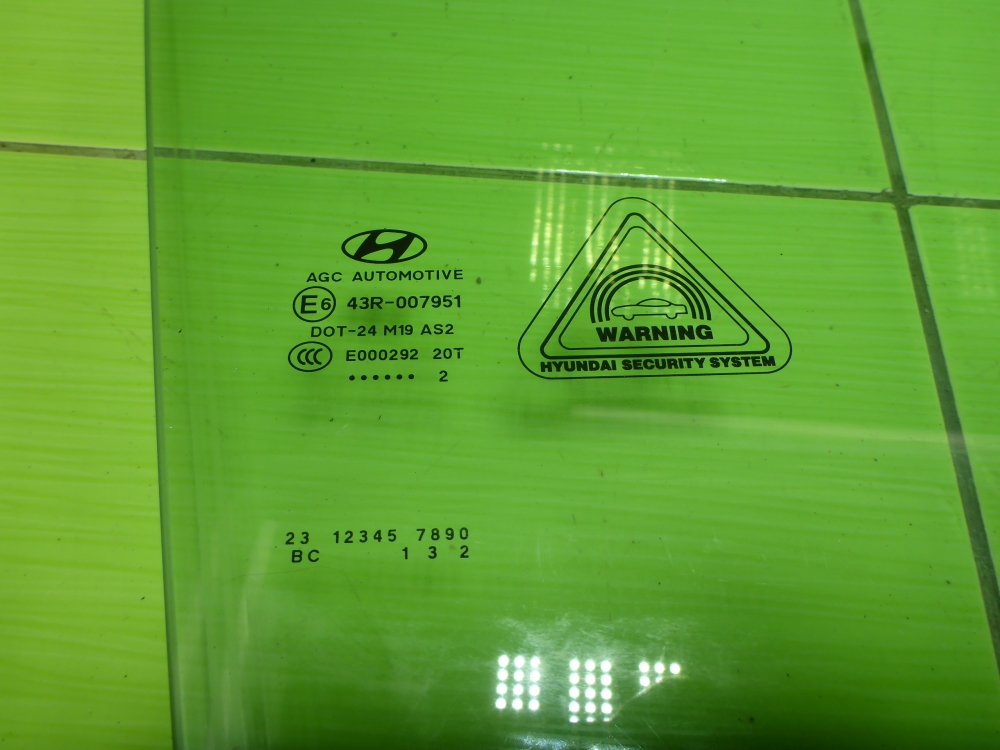 AGC AUTOMOTIVE
E6 43R-007951
DOT-24 M19 AS2
CCC E000292 20T
...... 2
WARNING
HYUNDAI SECURITY SYSTEM
23 12345 7890
BC 1 3 2